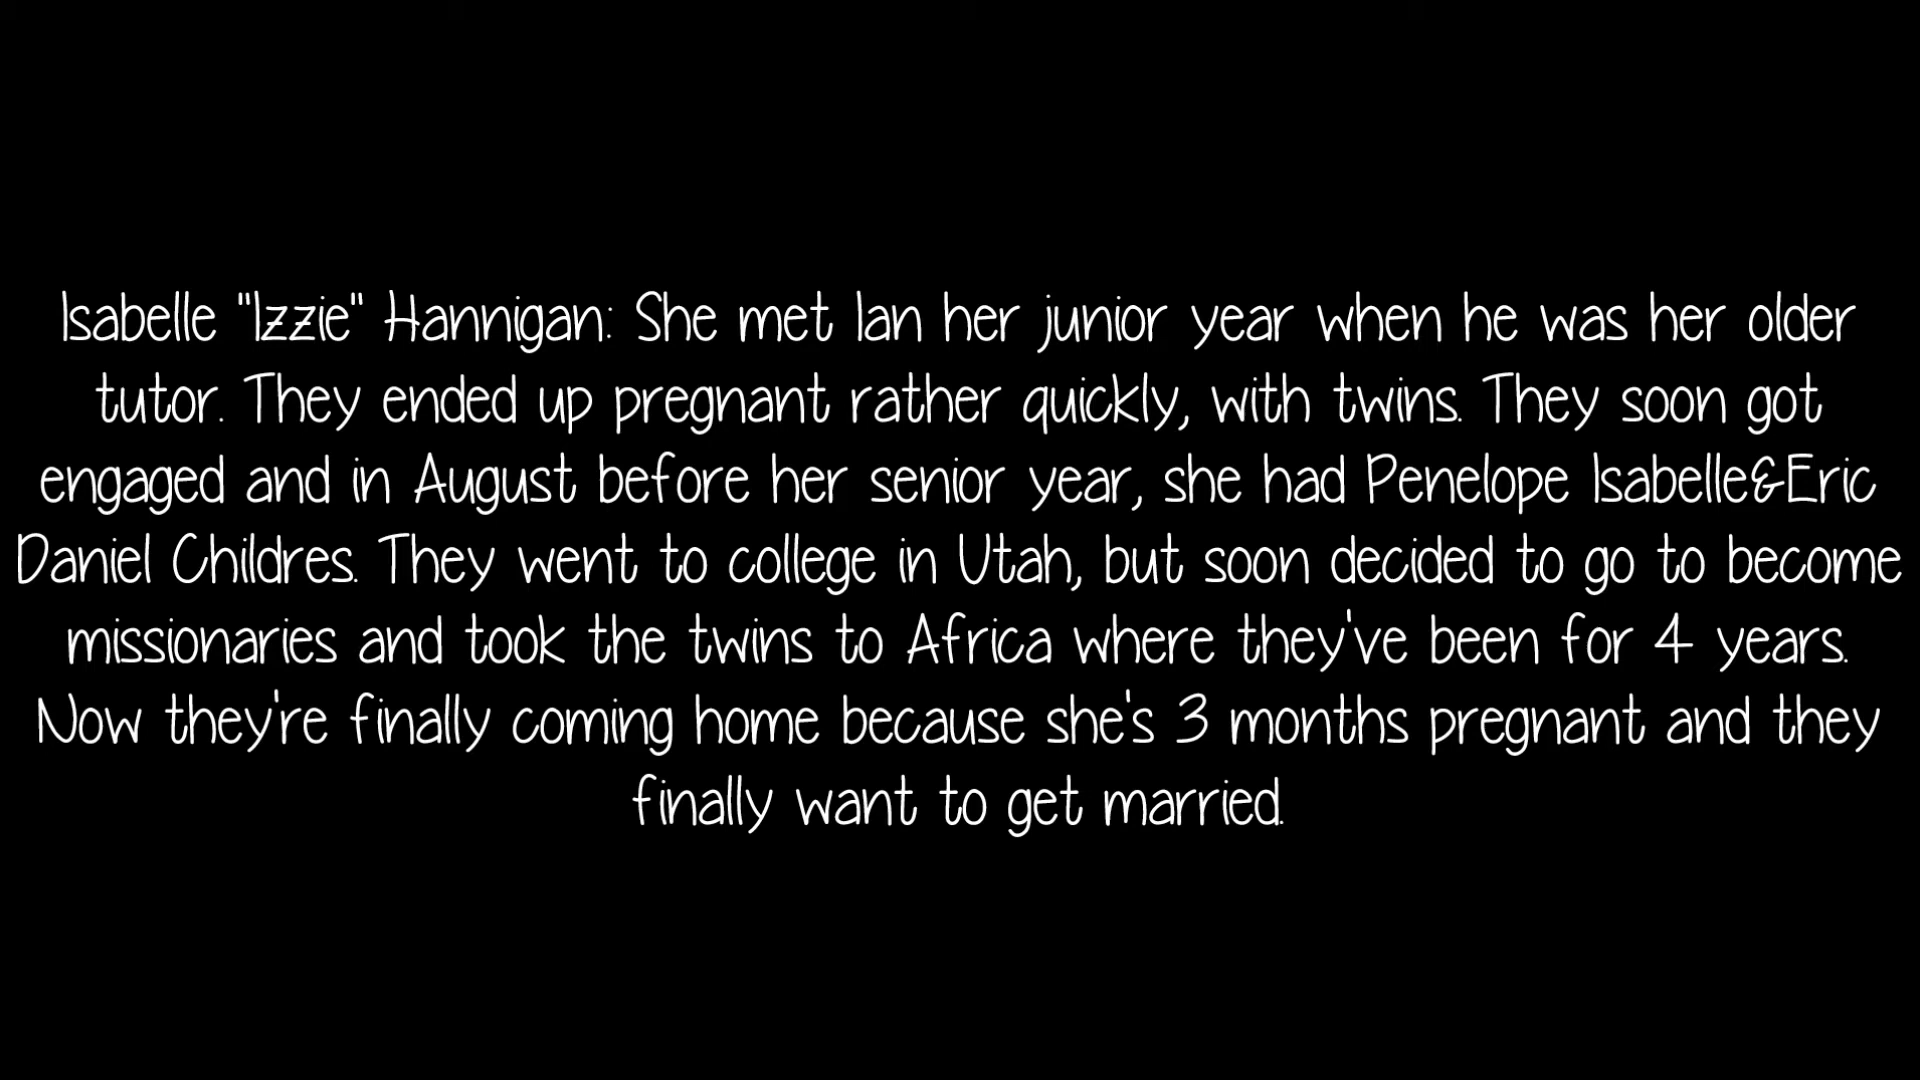 Isabelle "Izzie" Hannigan: She met Ian her junior year when he was her older
tutor. They ended up pregnant rather quickly, with twins. They soon got
engaged and in August before her senior year, she had Penelope Isabelle&Eric
Daniel Childres. They went to college in Utah, but soon decided to go to become
missionaries and took the twins to Africa where they've been for 4 years.
Now they're finally coming home because she's 3 months pregnant and they
finally want to get married.